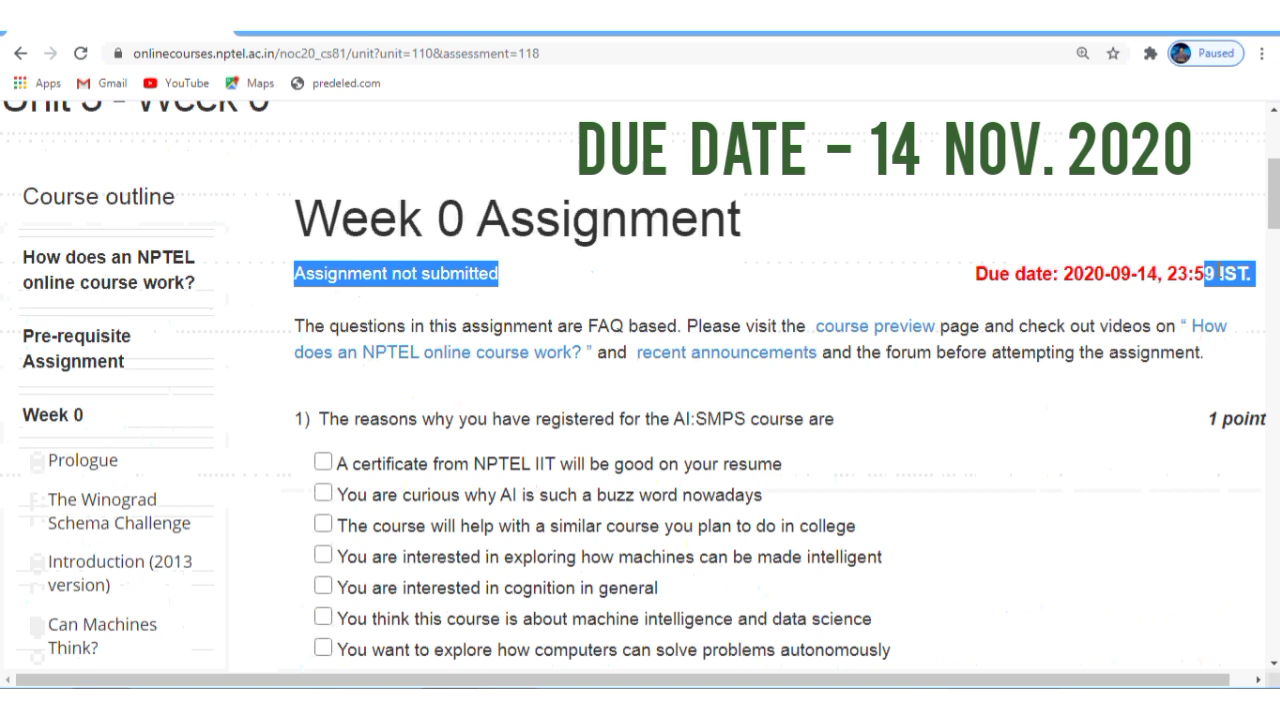 onlinecourses.nptel.ac.in/noc20_cs81/unit?unit=110&assessment=118
Paused
Apps
Gmail
YouTube
Maps
predeled.com
Unit 3 - Week 0
DUE DATE - 14 NOV. 2020
Course outline
How does an NPTEL
online course work?
Pre-requisite
Assignment
Week 0
Prologue
The Winograd
Schema Challenge
Introduction (2013
version)
Can Machines
Think?
Week 0 Assignment
Assignment not submitted
Due date: 2020-09-14, 23:59 IST.
The questions in this assignment are FAQ based. Please visit the course preview page and check out videos on “ How
does an NPTEL online course work? ” and recent announcements and the forum before attempting the assignment.
1) The reasons why you have registered for the AI:SMPS course are
1 point
A certificate from NPTEL IIT will be good on your resume
You are curious why AI is such a buzz word nowadays
The course will help with a similar course you plan to do in college
You are interested in exploring how machines can be made intelligent
You are interested in cognition in general
You think this course is about machine intelligence and data science
You want to explore how computers can solve problems autonomously